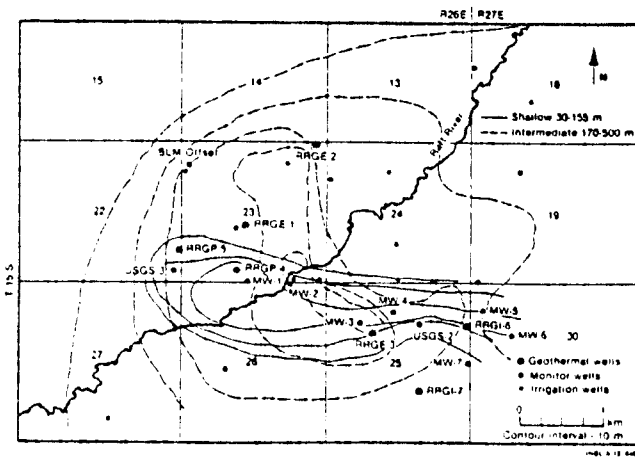 R26E R27E
15
14
13
18
N
Shallow 30-155 m
Intermediate 170-500 m
Raft River
BLM Offset
RRGE 2
22
23
24
19
RRGE-1
RRGP-5
USGS-3
RRGP-4
MW-1
MW-2
T 15 S
MW-4
MW-5
MW-3
RRGE 3
USGS-2
RRGI-6
MW-6
30
27
26
25
MW-7
RRGI-7
Geothermal wells
Monitor wells
Irrigation wells
0
km
Contour interval - 10 m